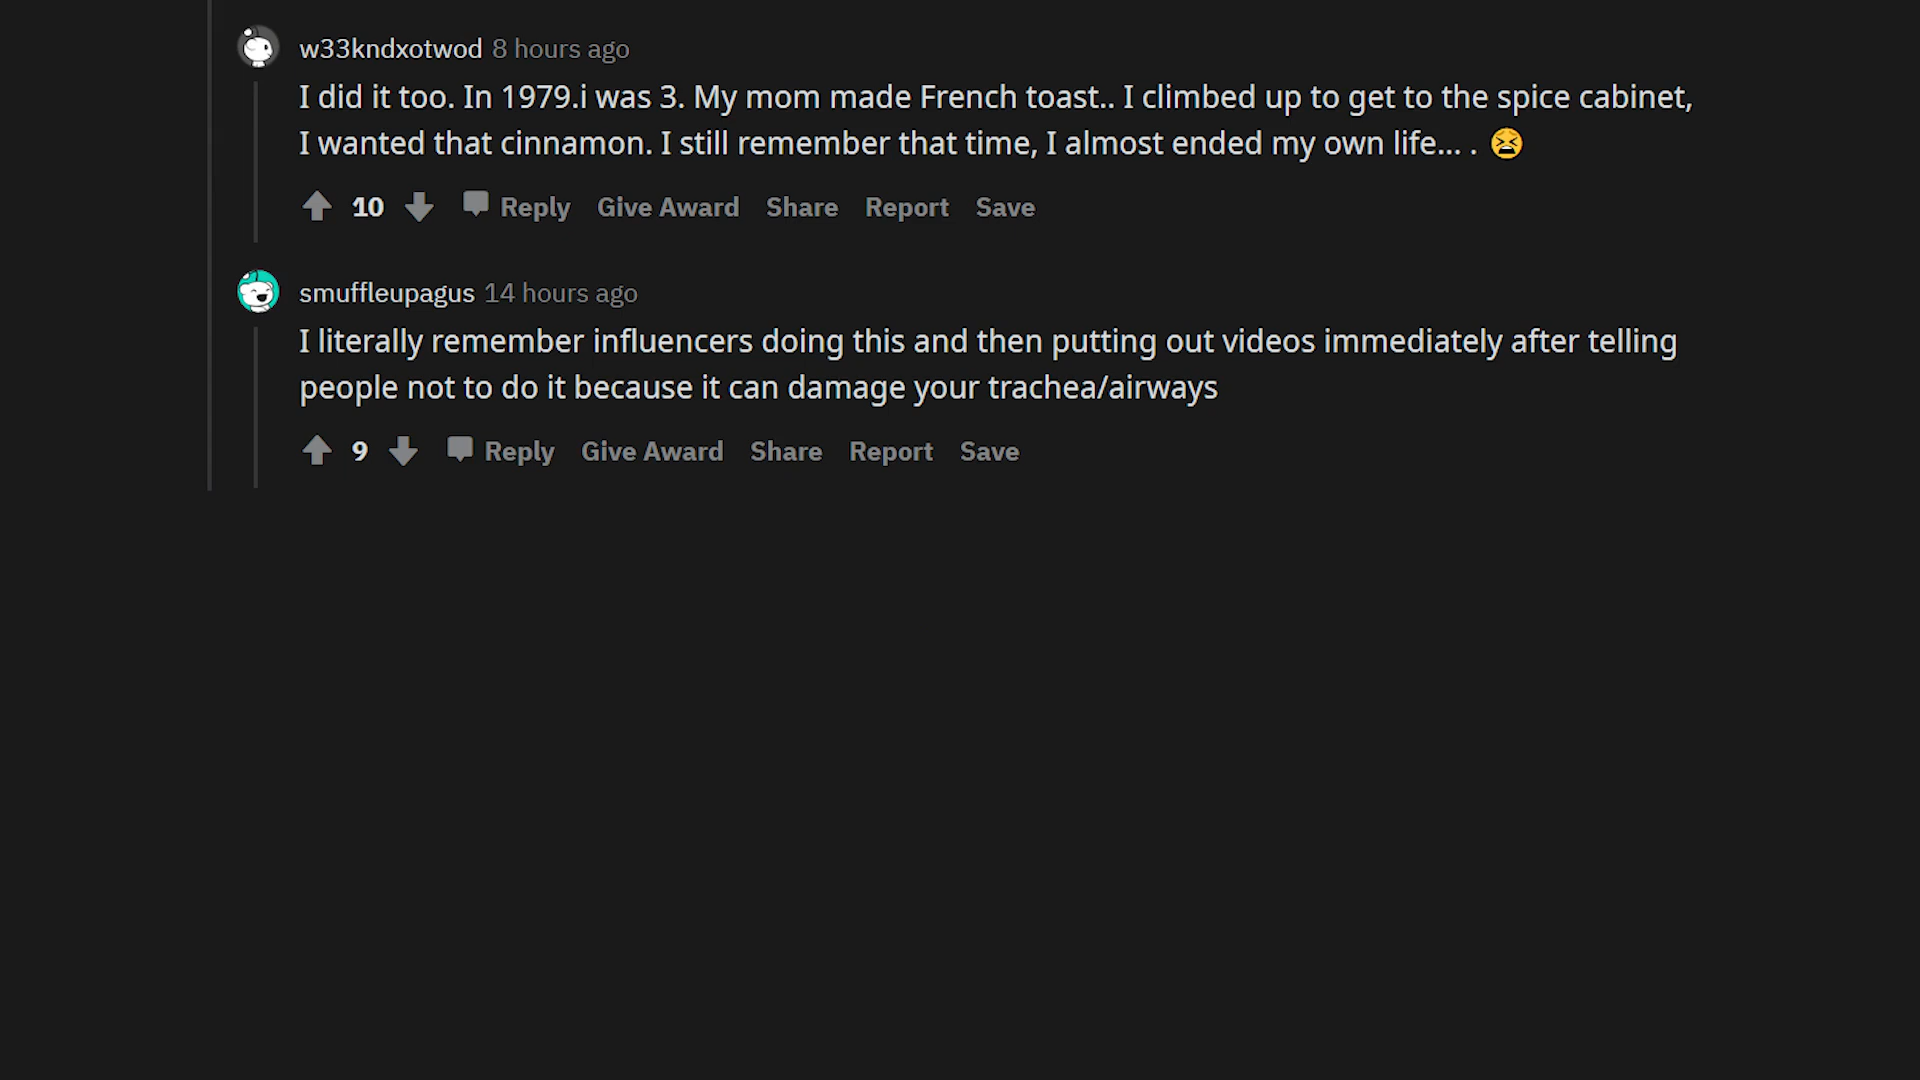 w33kndxotwod 8 hours ago
I did it too. In 1979.i was 3. My mom made French toast.. I climbed up to get to the spice cabinet,
I wanted that cinnamon. I still remember that time, I almost ended my own life... . 😫
10 Reply Give Award Share Report Save
smuffleupagus 14 hours ago
I literally remember influencers doing this and then putting out videos immediately after telling
people not to do it because it can damage your trachea/airways
9 Reply Give Award Share Report Save